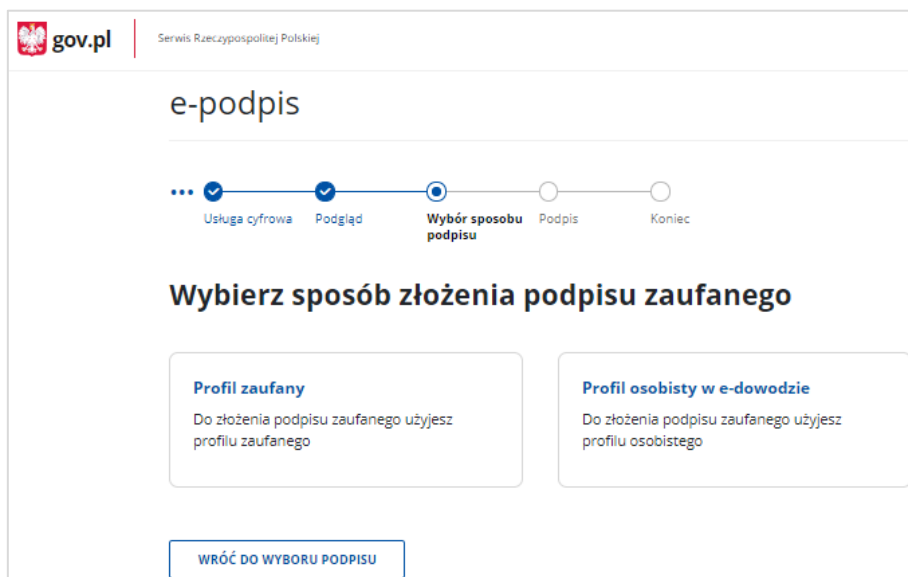 gov.pl
Serwis Rzeczypospolitej Polskiej
e-podpis
Usługa cyfrowa
Podgląd
Wybór sposobu
podpisu
Podpis
Koniec
Wybierz sposób złożenia podpisu zaufanego
Profil zaufany
Do złożenia podpisu zaufanego użyjesz
profilu zaufanego
Profil osobisty w e-dowodzie
Do złożenia podpisu zaufanego użyjesz
profilu osobistego
WRÓĆ DO WYBORU PODPISU